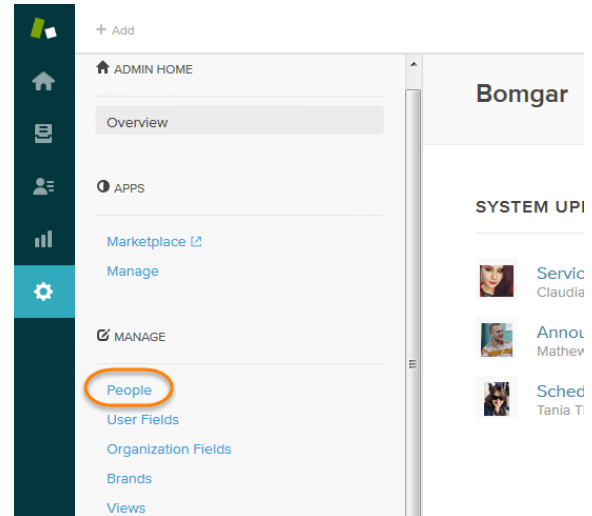 + Add
ADMIN HOME
Overview
APPS
Marketplace
Manage
MANAGE
People
User Fields
Organization Fields
Brands
Views
Bomgar
SYSTEM UP
Servic
Claudia
Annou
Mathew
Sched
Tania T